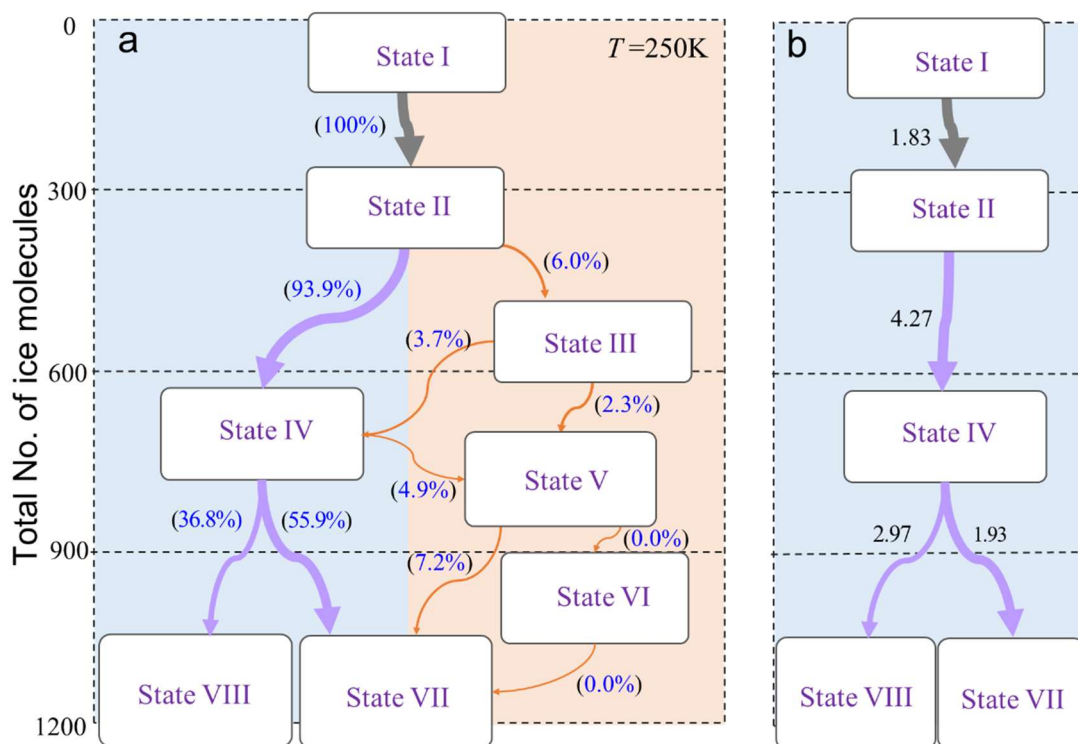 Total No. of ice molecules
0
300
600
900
1200
a
T =250K
State I
(100%)
State II
(6.0%)
(93.9%)
State III
(3.7%)
(2.3%)
State IV
State V
(4.9%)
(36.8%)
(55.9%)
(0.0%)
(7.2%)
State VI
State VIII
State VII
(0.0%)
b
State I
1.83
State II
4.27
State IV
2.97
1.93
State VIII
State VII